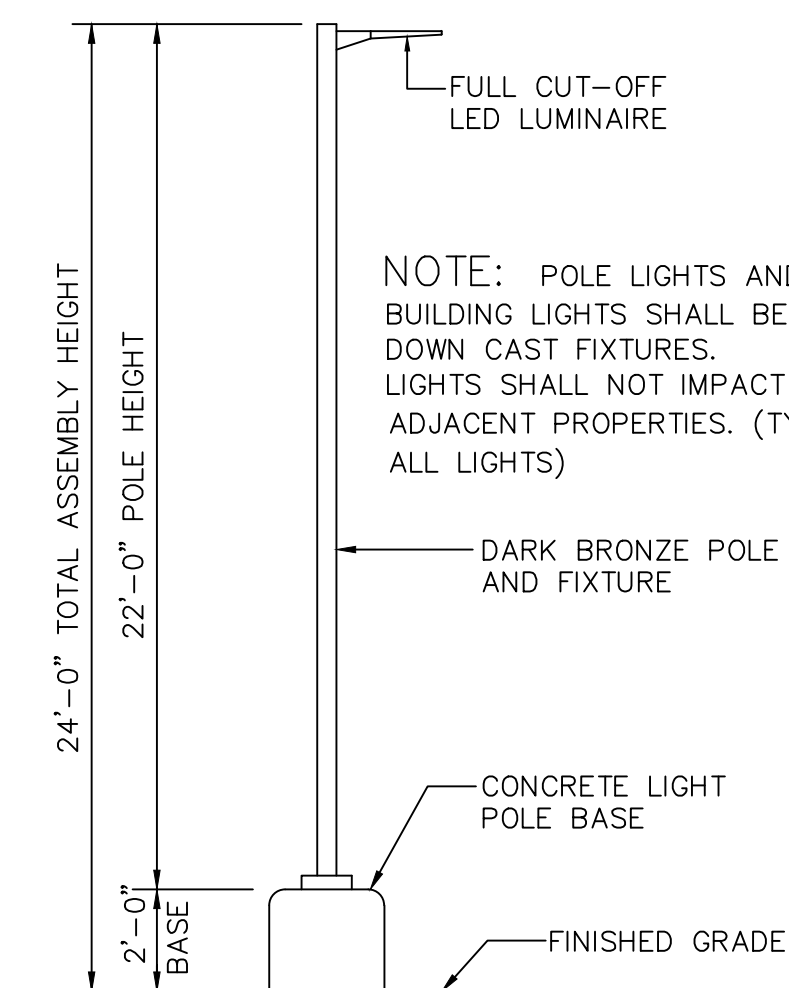 FULL CUT-OFF
LED LUMINAIRE
NOTE: POLE LIGHTS AND
BUILDING LIGHTS SHALL BE
DOWN CAST FIXTURES.
LIGHTS SHALL NOT IMPACT
ADJACENT PROPERTIES. (TY
ALL LIGHTS)
24'-0" TOTAL ASSEMBLY HEIGHT
22'-0" POLE HEIGHT
DARK BRONZE POLE
AND FIXTURE
CONCRETE LIGHT
POLE BASE
2'-0"
BASE
FINISHED GRADE